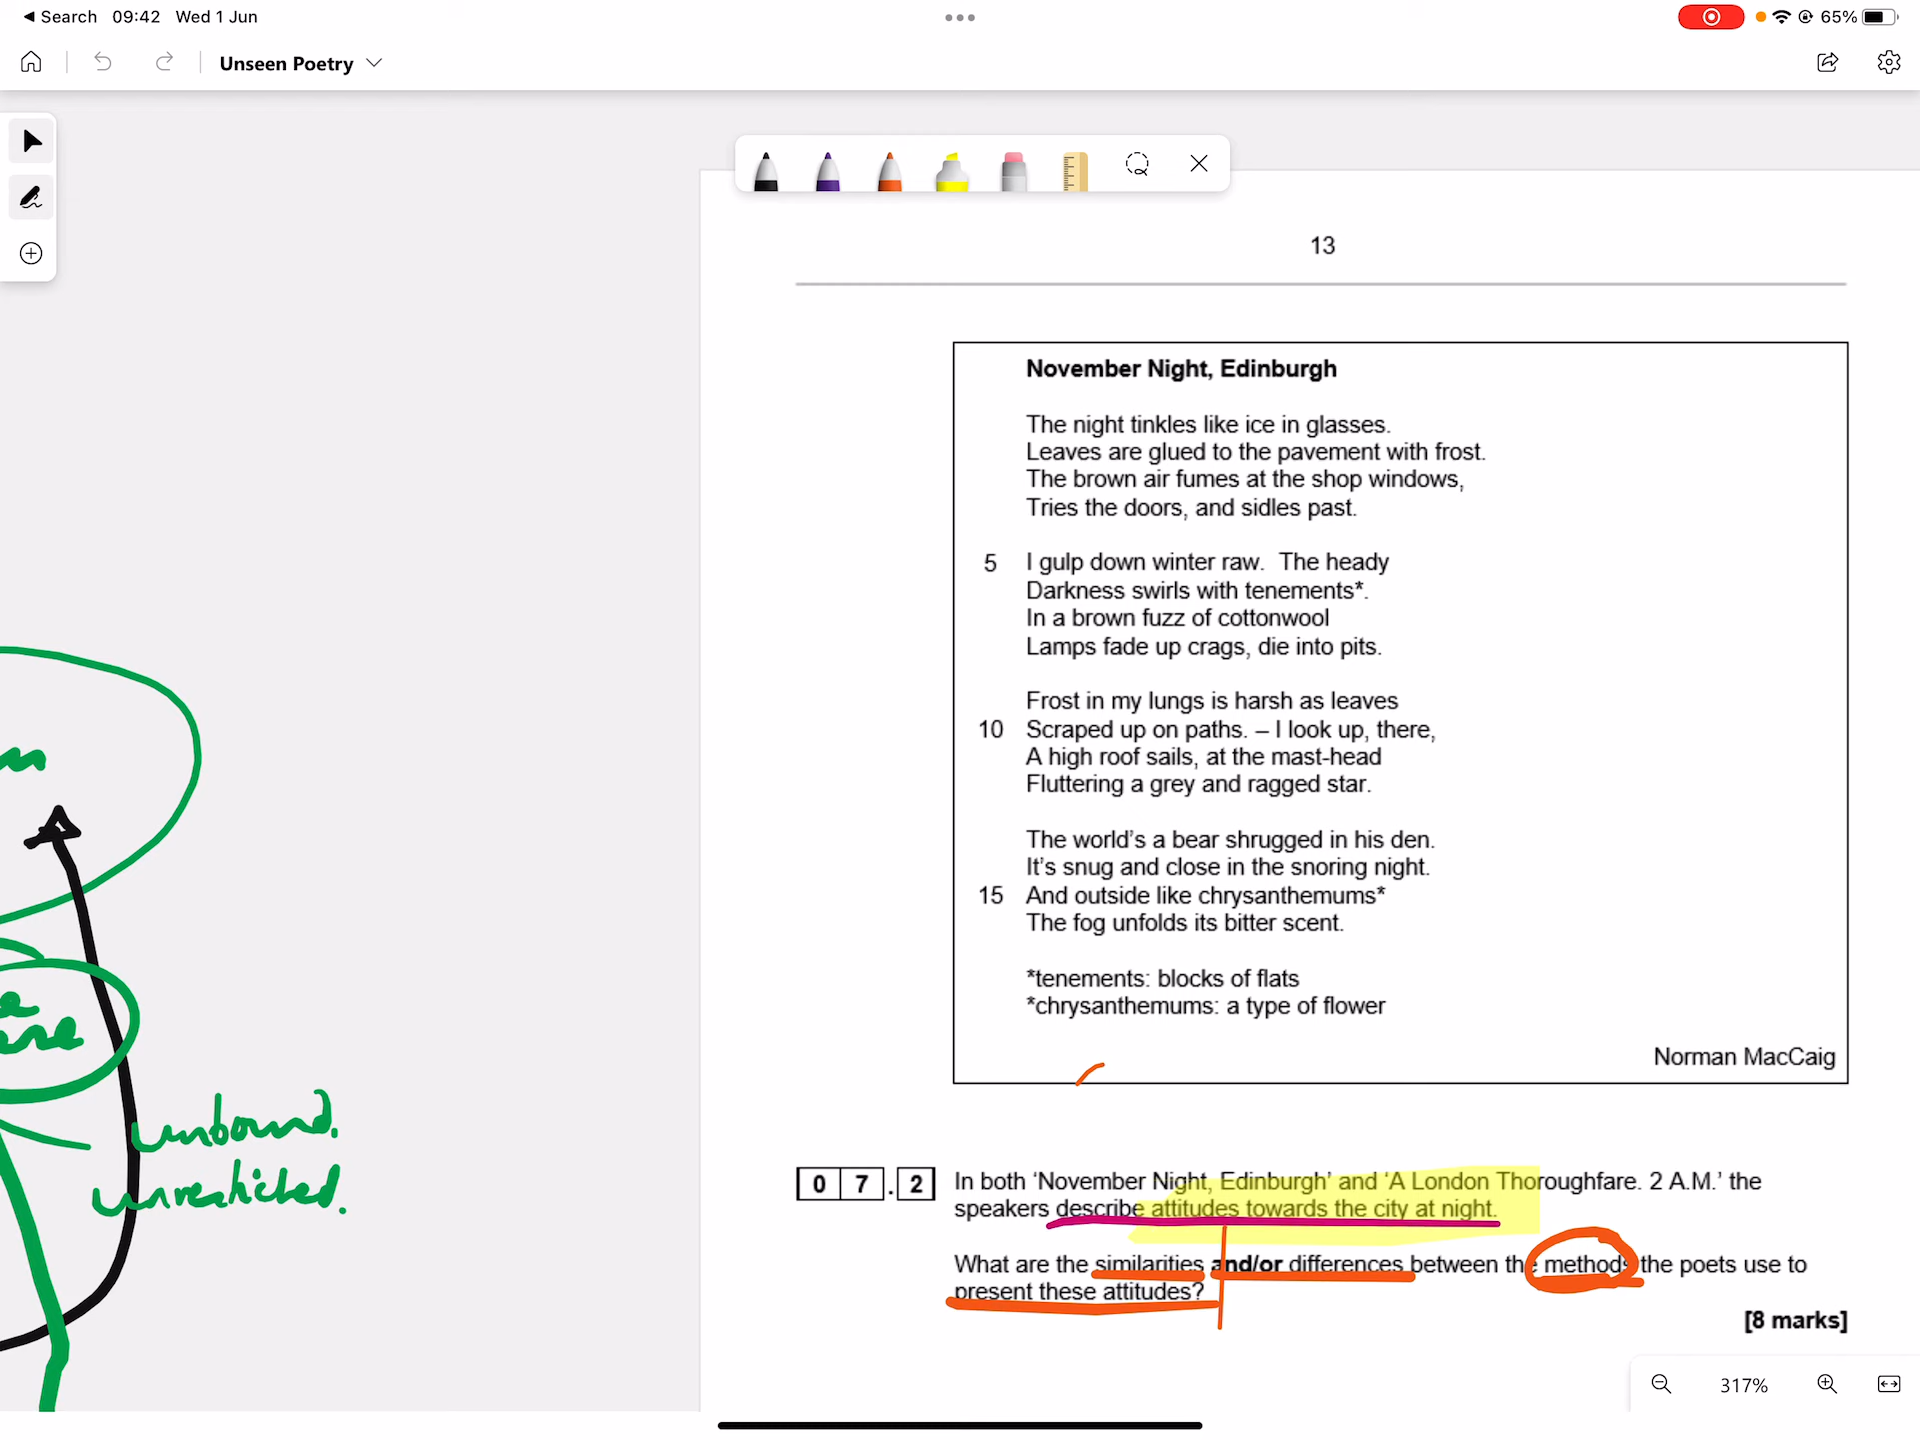 Search 09:42 Wed 1 Jun
65%
Unseen Poetry
13
November Night, Edinburgh
The night tinkles like ice in glasses.
Leaves are glued to the pavement with frost.
The brown air fumes at the shop windows,
Tries the doors, and sidles past.
5 I gulp down winter raw. The heady
Darkness swirls with tenements*.
In a brown fuzz of cottonwool
Lamps fade up crags, die into pits.
Frost in my lungs is harsh as leaves
10 Scraped up on paths. – I look up, there,
A high roof sails, at the mast-head
Fluttering a grey and ragged star.
The world's a bear shrugged in his den.
It's snug and close in the snoring night.
15 And outside like chrysanthemums*
The fog unfolds its bitter scent.
*tenements: blocks of flats
*chrysanthemums: a type of flower
Norman MacCaig
unbound.
unrestricted.
0 7 . 2 In both 'November Night, Edinburgh' and 'A London Thoroughfare. 2 A.M.' the
speakers describe attitudes towards the city at night.
What are the similarities and/or differences between the methods the poets use to
present these attitudes?
[8 marks]
317%